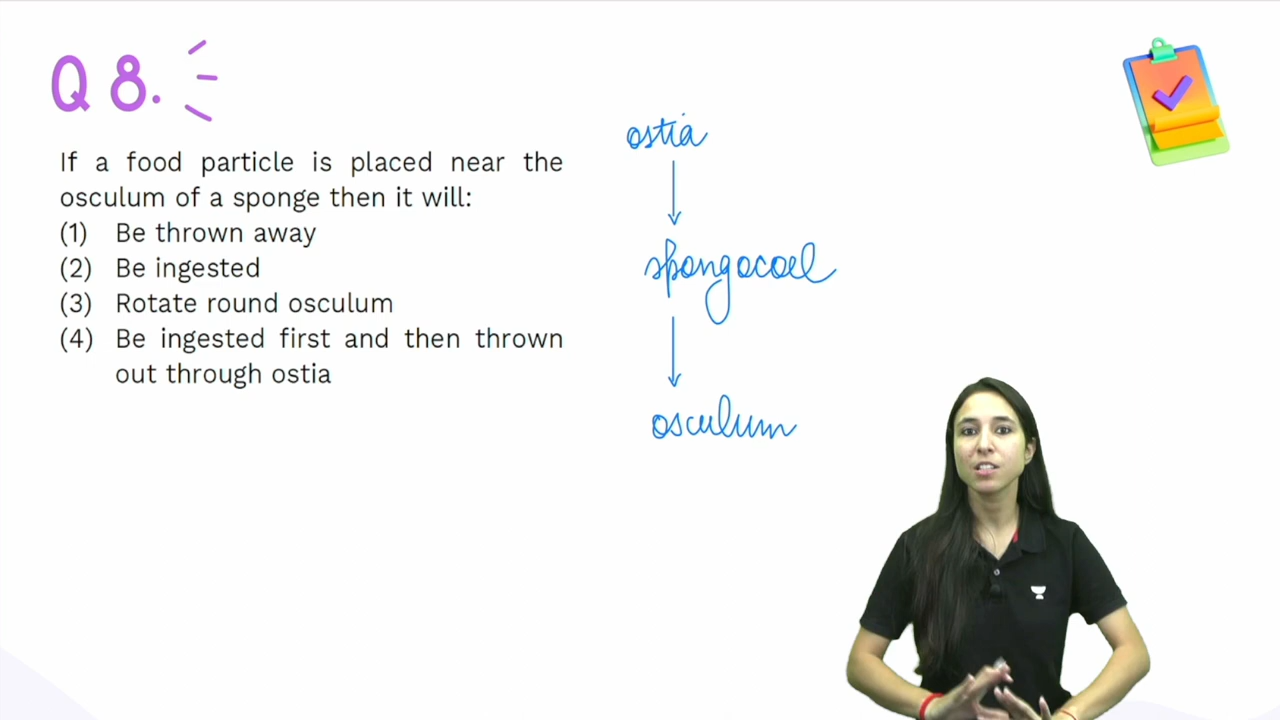 Q 8.
If a food particle is placed near the
osculum of a sponge then it will:
(1) Be thrown away
(2) Be ingested
(3) Rotate round osculum
(4) Be ingested first and then thrown
out through ostia
ostia
spongocoel
osculum